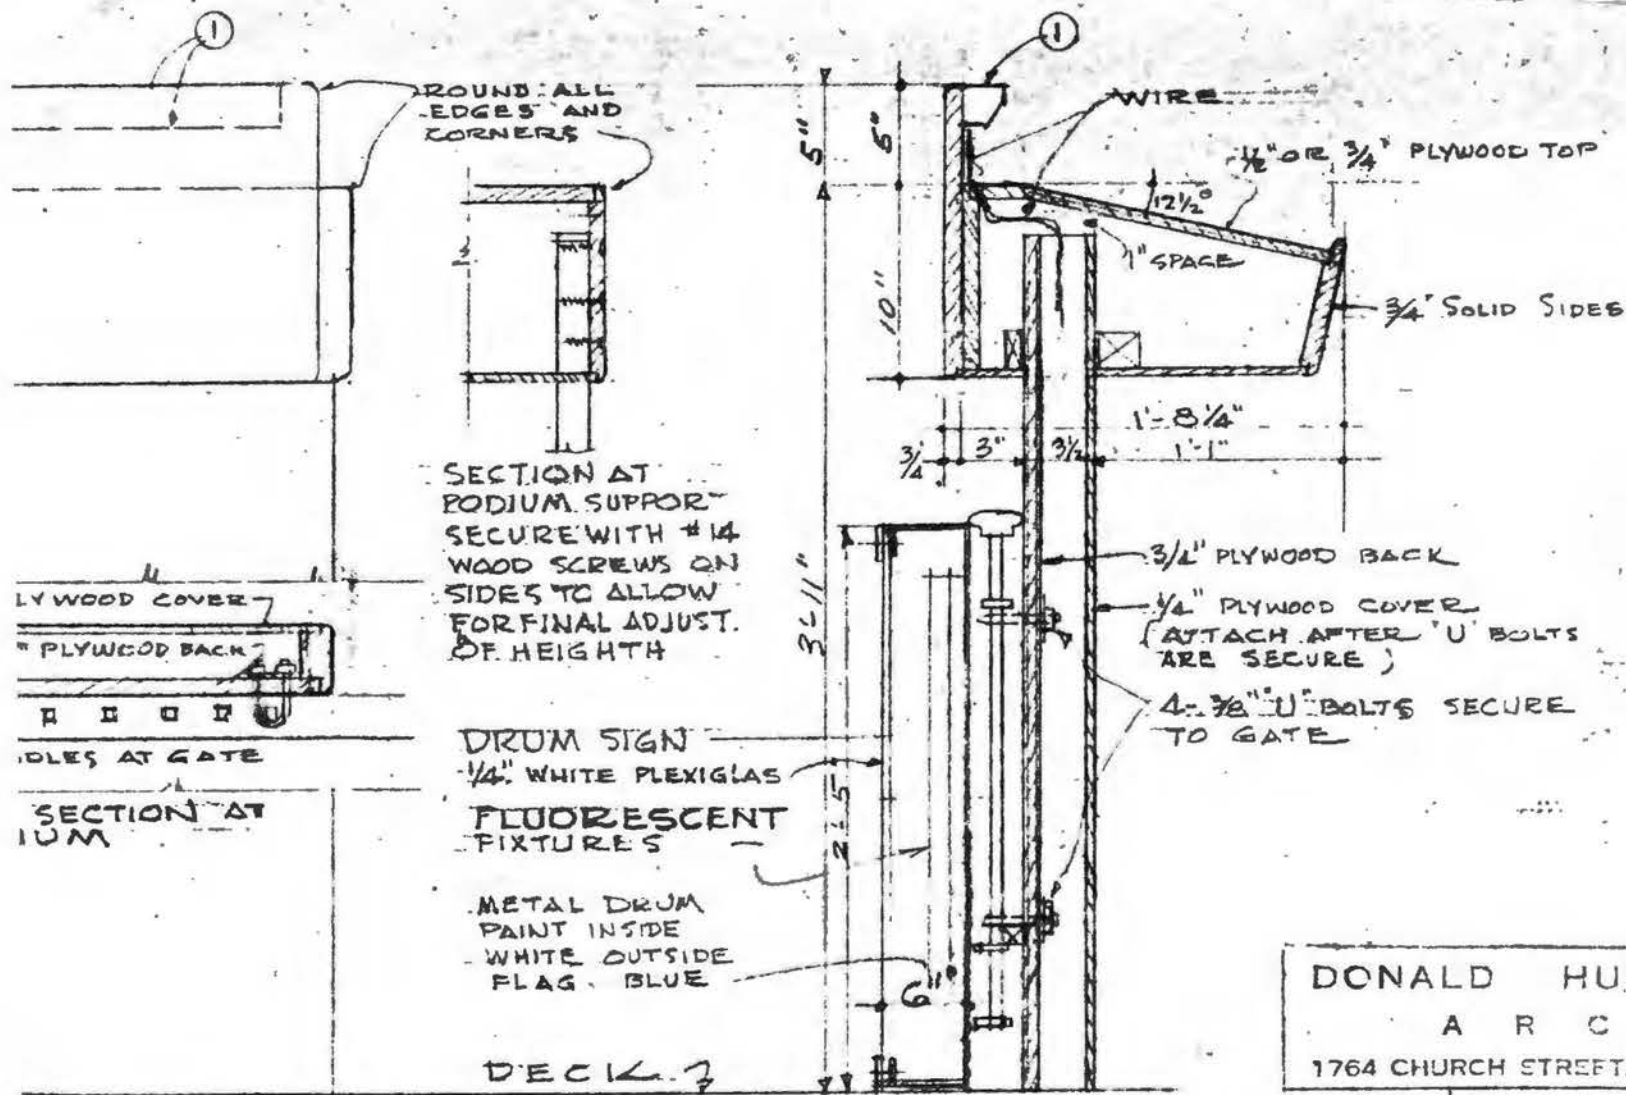 1
1
ROUND ALL
EDGES AND
CORNERS
5"
5"
WIRE
1/2" OR 3/4" PLYWOOD TOP
12 1/2°
1" SPACE
10"
3/4" SOLID SIDES
1'-8 1/4"
3/4 3" 3 1/2 1'-1"
SECTION AT
PODIUM SUPPOR
SECURE WITH #14
WOOD SCREWS ON
SIDES TO ALLOW
FOR FINAL ADJUST.
OF HEIGHTH
3'-11"
3/4" PLYWOOD BACK
1/4" PLYWOOD COVER
(ATTACH AFTER "U" BOLTS
ARE SECURE)
4-3/8" "U" BOLTS SECURE
TO GATE
LYWOOD COVER
" PLYWOOD BACK
DLES AT GATE
SECTION AT
IUM
DRUM SIGN
1/4" WHITE PLEXIGLAS
FLUORESCENT
FIXTURES
2'-5
METAL DRUM
PAINT INSIDE
WHITE OUTSIDE
FLAG BLUE
6"
DECK
DONALD HU
A R C
1764 CHURCH STREET